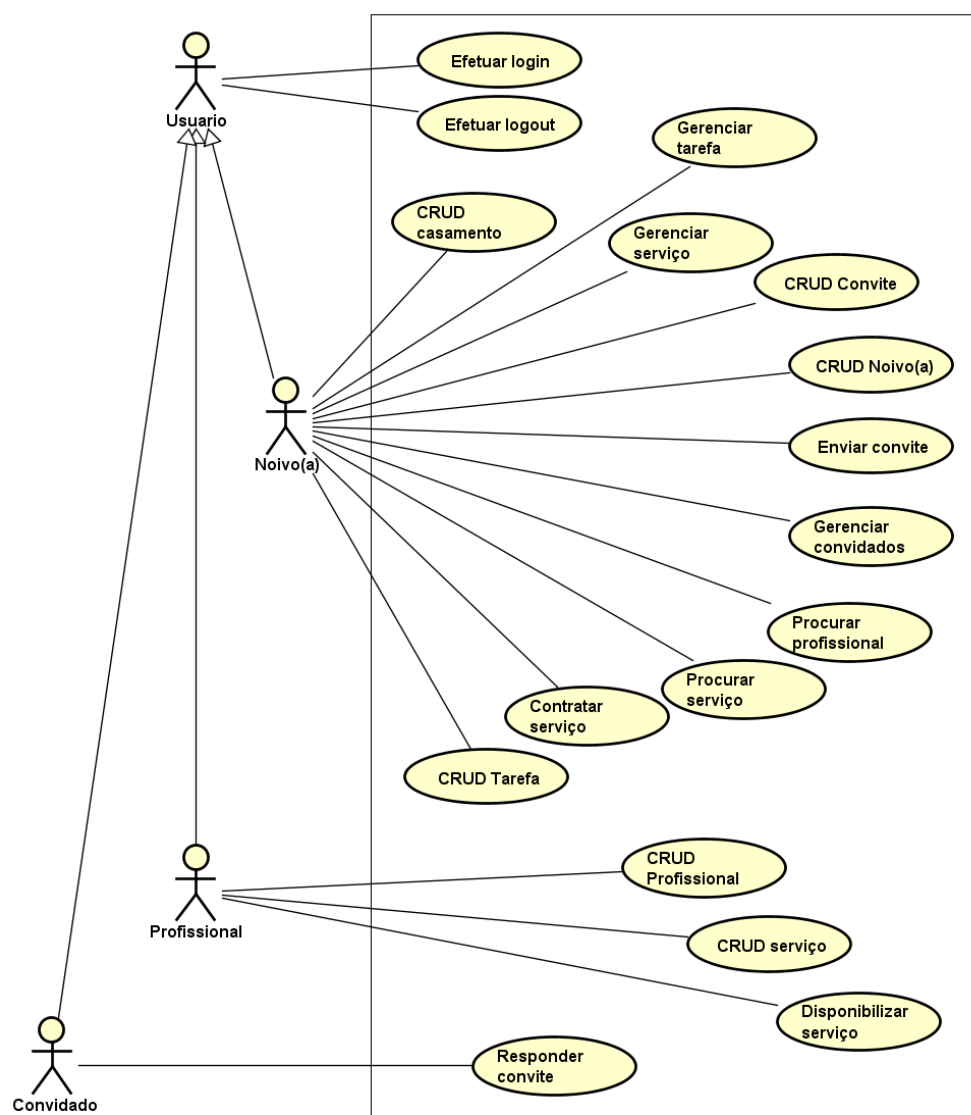 Efetuar login
Usuario
Efetuar logout
Gerenciar
tarefa
CRUD
casamento
Gerenciar
serviço
CRUD Convite
CRUD Noivo(a)
Noivo(a)
Enviar convite
Gerenciar
convidados
Procurar
profissional
Procurar
serviço
Contratar
serviço
CRUD Tarefa
CRUD
Profissional
Profissional
CRUD serviço
Disponibilizar
serviço
Responder
convite
Convidado